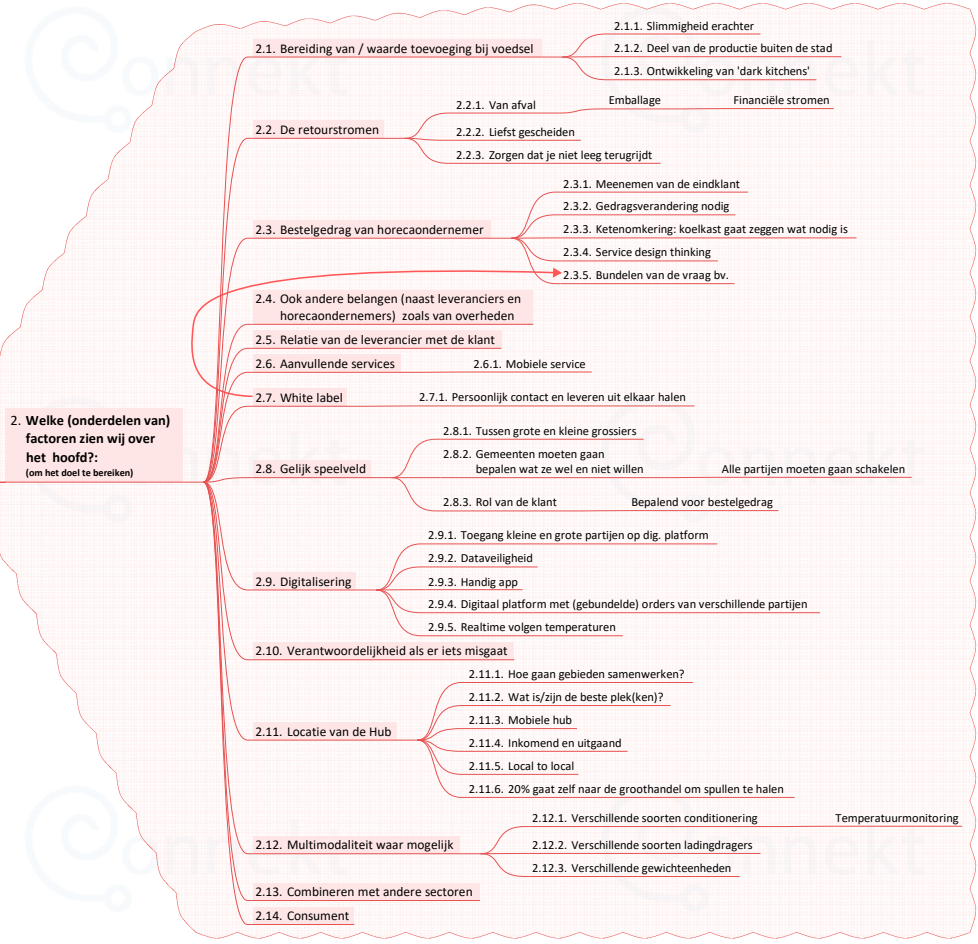 2. Welke (onderdelen van)
factoren zien wij over
het hoofd?:
(om het doel te bereiken)
2.1. Bereiding van / waarde toevoeging bij voedsel
2.1.1. Slimmigheid erachter
2.1.2. Deel van de productie buiten de stad
2.1.3. Ontwikkeling van 'dark kitchens'
2.2. De retourstromen
2.2.1. Van afval
Emballage
Financiële stromen
2.2.2. Liefst gescheiden
2.2.3. Zorgen dat je niet leeg terugrijdt
2.3. Bestelgedrag van horecaondernemer
2.3.1. Meenemen van de eindklant
2.3.2. Gedragsverandering nodig
2.3.3. Ketenomkering: koelkast gaat zeggen wat nodig is
2.3.4. Service design thinking
2.3.5. Bundelen van de vraag bv.
2.4. Ook andere belangen (naast leveranciers en
horecaondernemers) zoals van overheden
2.5. Relatie van de leverancier met de klant
2.6. Aanvullende services
2.6.1. Mobiele service
2.7. White label
2.7.1. Persoonlijk contact en leveren uit elkaar halen
2.8. Gelijk speelveld
2.8.1. Tussen grote en kleine grossiers
2.8.2. Gemeenten moeten gaan
bepalen wat ze wel en niet willen
Alle partijen moeten gaan schakelen
2.8.3. Rol van de klant
Bepalend voor bestelgedrag
2.9. Digitalisering
2.9.1. Toegang kleine en grote partijen op dig. platform
2.9.2. Dataveiligheid
2.9.3. Handig app
2.9.4. Digitaal platform met (gebundelde) orders van verschillende partijen
2.9.5. Realtime volgen temperaturen
2.10. Verantwoordelijkheid als er iets misgaat
2.11. Locatie van de Hub
2.11.1. Hoe gaan gebieden samenwerken?
2.11.2. Wat is/zijn de beste plek(ken)?
2.11.3. Mobiele hub
2.11.4. Inkomend en uitgaand
2.11.5. Local to local
2.11.6. 20% gaat zelf naar de groothandel om spullen te halen
2.12. Multimodaliteit waar mogelijk
2.12.1. Verschillende soorten conditionering
Temperatuurmonitoring
2.12.2. Verschillende soorten ladingdragers
2.12.3. Verschillende gewichteenheden
2.13. Combineren met andere sectoren
2.14. Consument
Connekt
Connekt
Connekt
Connekt
Connekt
Connekt